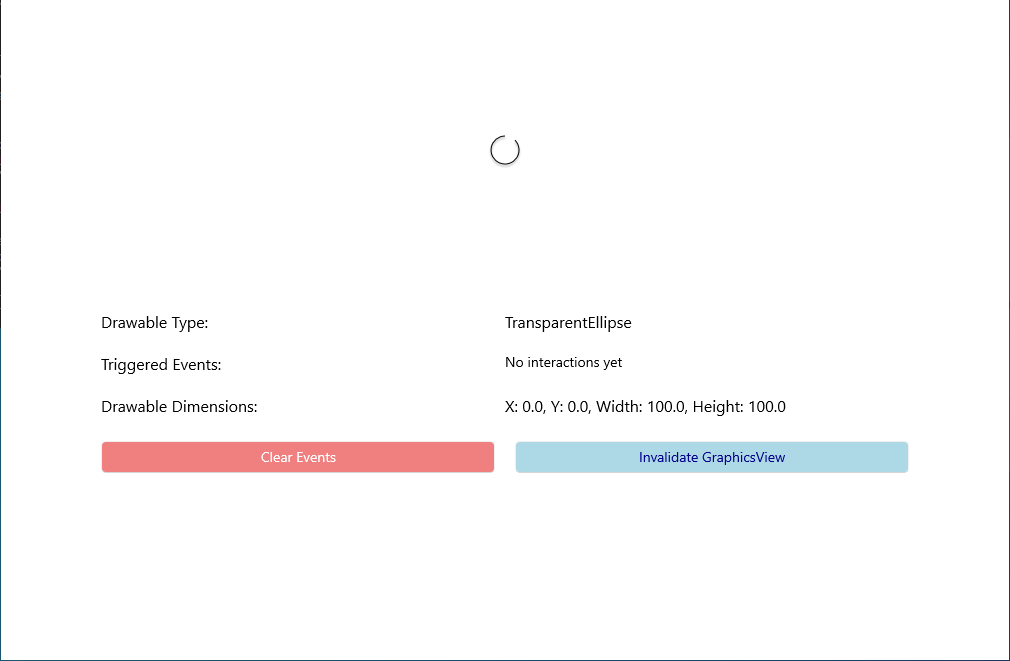 Drawable Type: TransparentEllipse
Triggered Events: No interactions yet
Drawable Dimensions: X: 0.0, Y: 0.0, Width: 100.0, Height: 100.0
Clear Events Invalidate GraphicsView